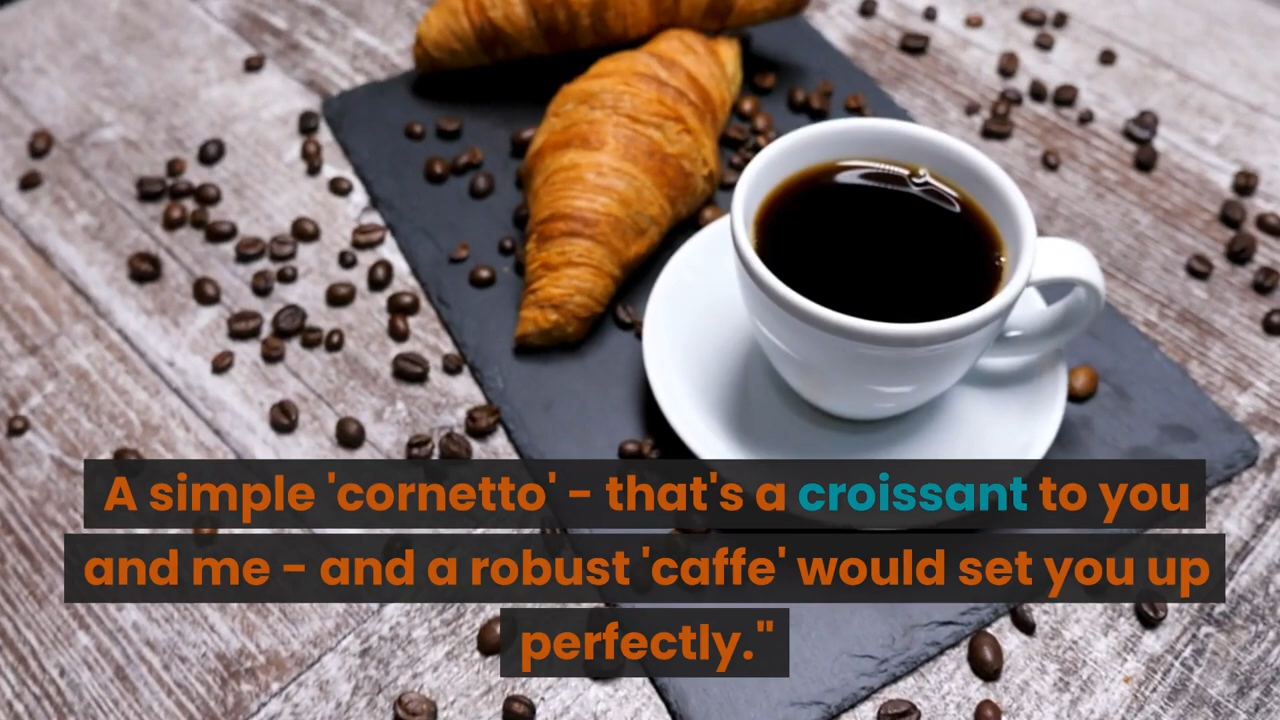 A simple 'cornetto' - that's a croissant to you
and me - and a robust 'caffe' would set you up
perfectly."